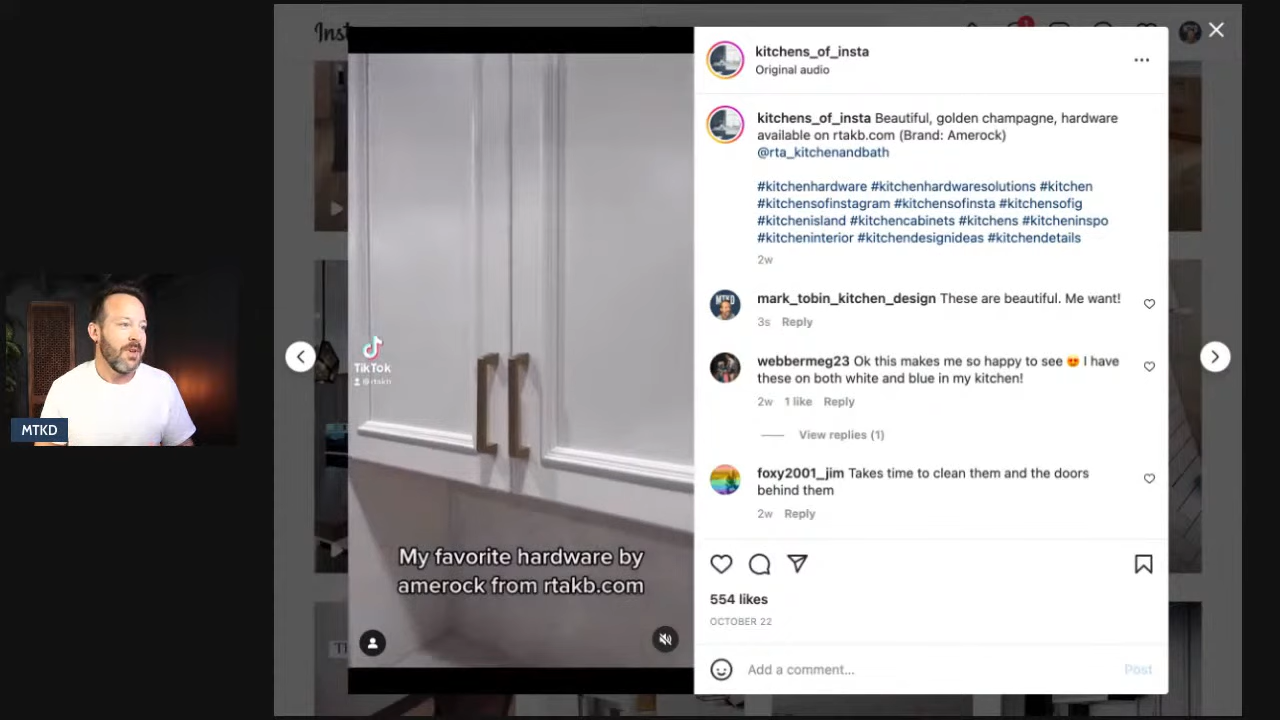 Inst
1
kitchens_of_insta
Original audio
kitchens_of_insta Beautiful, golden champagne, hardware
available on rtakb.com (Brand: Amerock)
@rta_kitchenandbath
#kitchenhardware #kitchenhardwaresolutions #kitchen
#kitchensofinstagram #kitchensofinsta #kitchensofig
#kitchenisland #kitchencabinets #kitchens #kitcheninspo
#kitcheninterior #kitchendesignideas #kitchendetails
2w
MTKD
mark_tobin_kitchen_design These are beautiful. Me want!
3s Reply
webbermeg23 Ok this makes me so happy to see 😍 I have
these on both white and blue in my kitchen!
2w 1 like Reply
View replies (1)
foxy2001_jim Takes time to clean them and the doors
behind them
2w Reply
TikTok
@rtakb
MTKD
My favorite hardware by
amerock from rtakb.com
554 likes
OCTOBER 22
Add a comment... Post